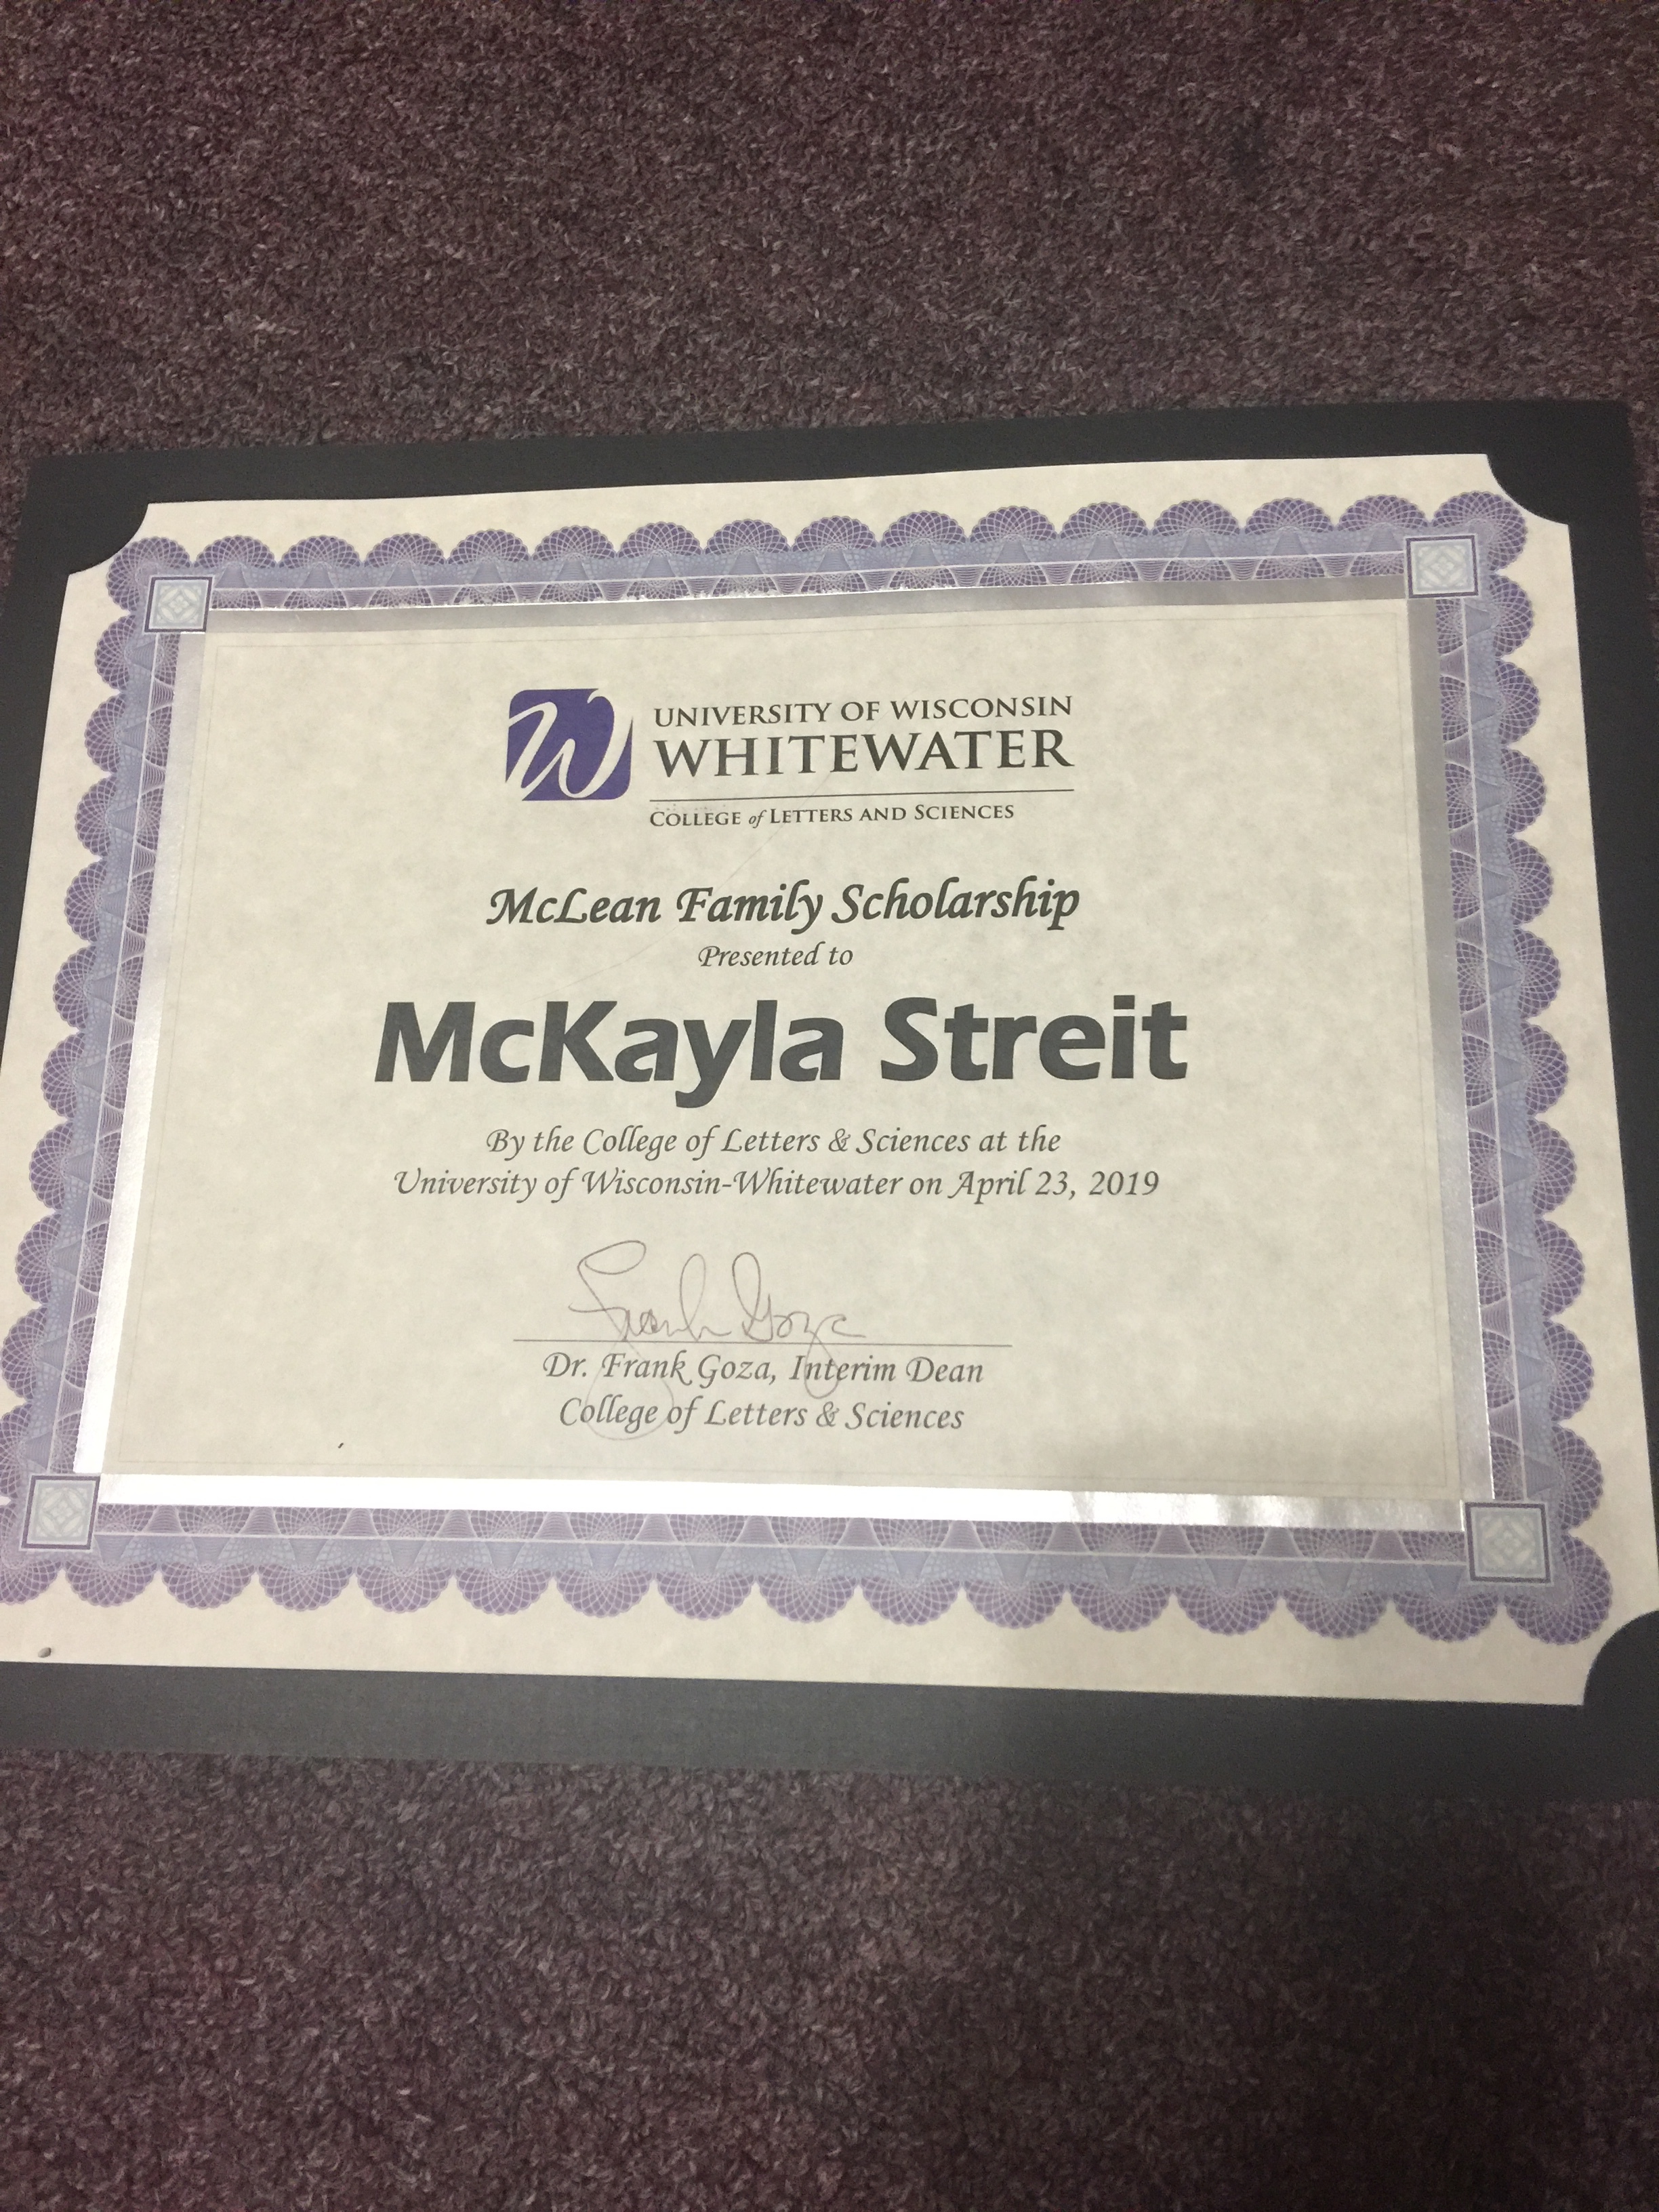 UNIVERSITY OF WISCONSIN
WHITEWATER
COLLEGE of LETTERS AND SCIENCES
McLean Family Scholarship
Presented to
McKayla Streit
By the College of Letters & Sciences at the
University of Wisconsin-Whitewater on April 23, 2019
Frank Goza
Dr. Frank Goza, Interim Dean
College of Letters & Sciences